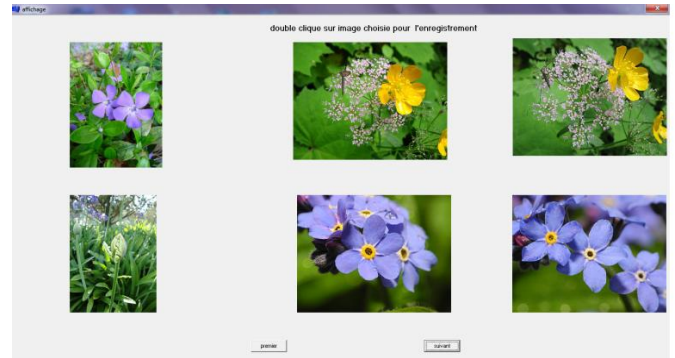 affichage
double clique sur image choisie pour l'enregistrement
premier
suivant